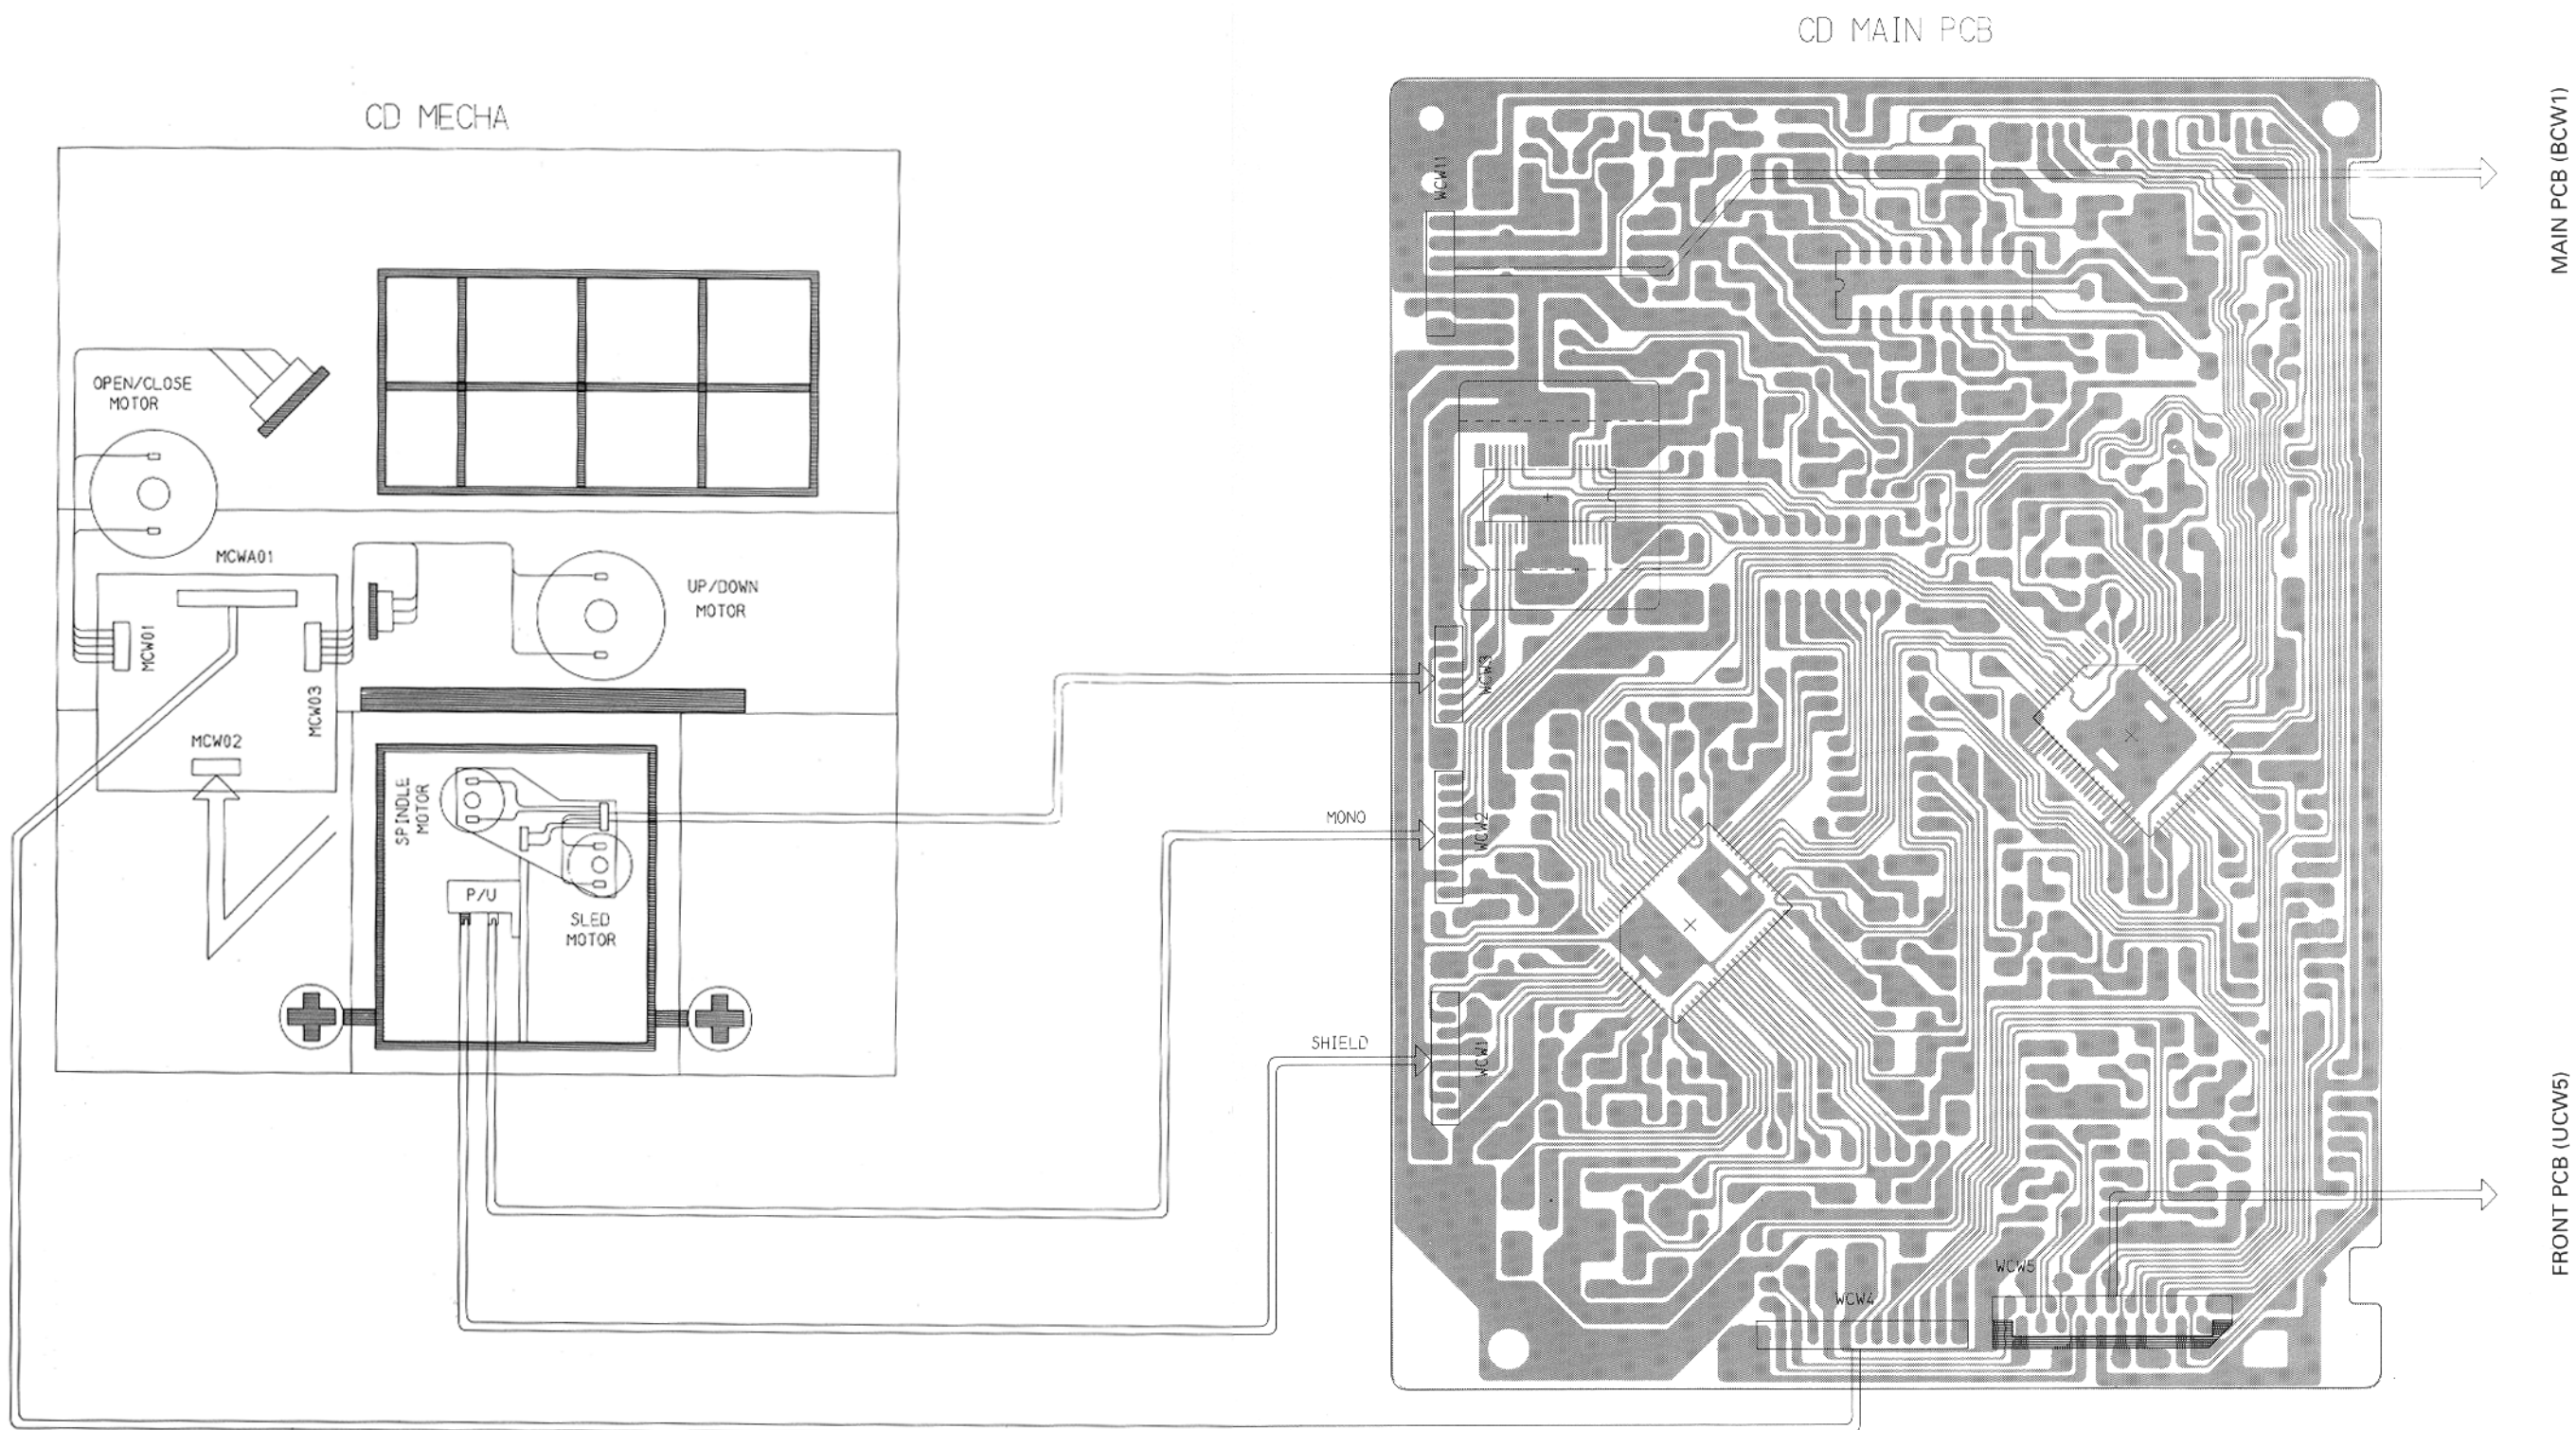 CD MAIN PCB
CD MECHA
MAIN PCB (BCW1)
WCW11
OPEN/CLOSE
MOTOR
MCWA01
UP/DOWN
MOTOR
MCW01
MCW03
MCW02
WCW3
SPINDLE
MOTOR
MONO
WCW2
P/U
SLED
MOTOR
SHIELD
WCW1
FRONT PCB (UCW5)
WCW5
WCW4